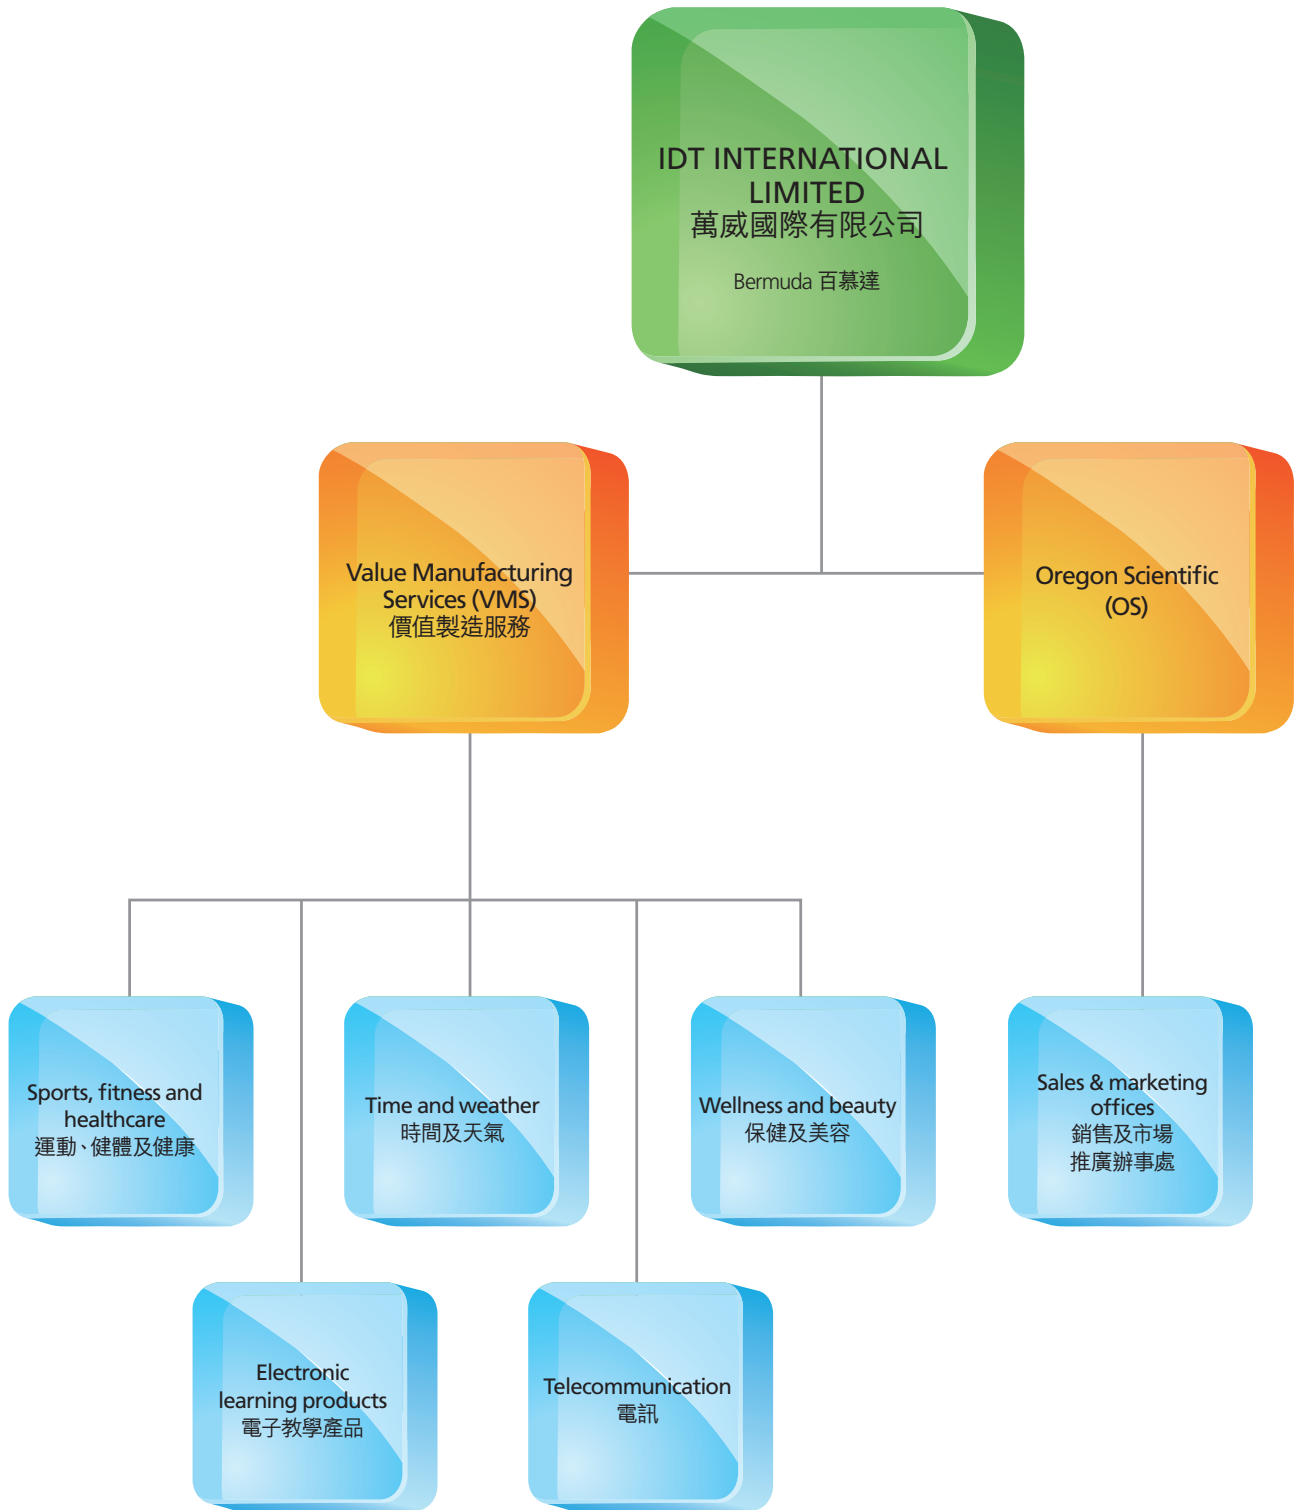 IDT INTERNATIONAL
LIMITED
萬威國際有限公司
Bermuda 百慕達
Value Manufacturing
Services (VMS)
價值製造服務
Oregon Scientific
(OS)
Sports, fitness and
healthcare
運動、健體及健康
Time and weather
時間及天氣
Wellness and beauty
保健及美容
Sales & marketing
offices
銷售及市場
推廣辦事處
Electronic
learning products
電子教學產品
Telecommunication
電訊